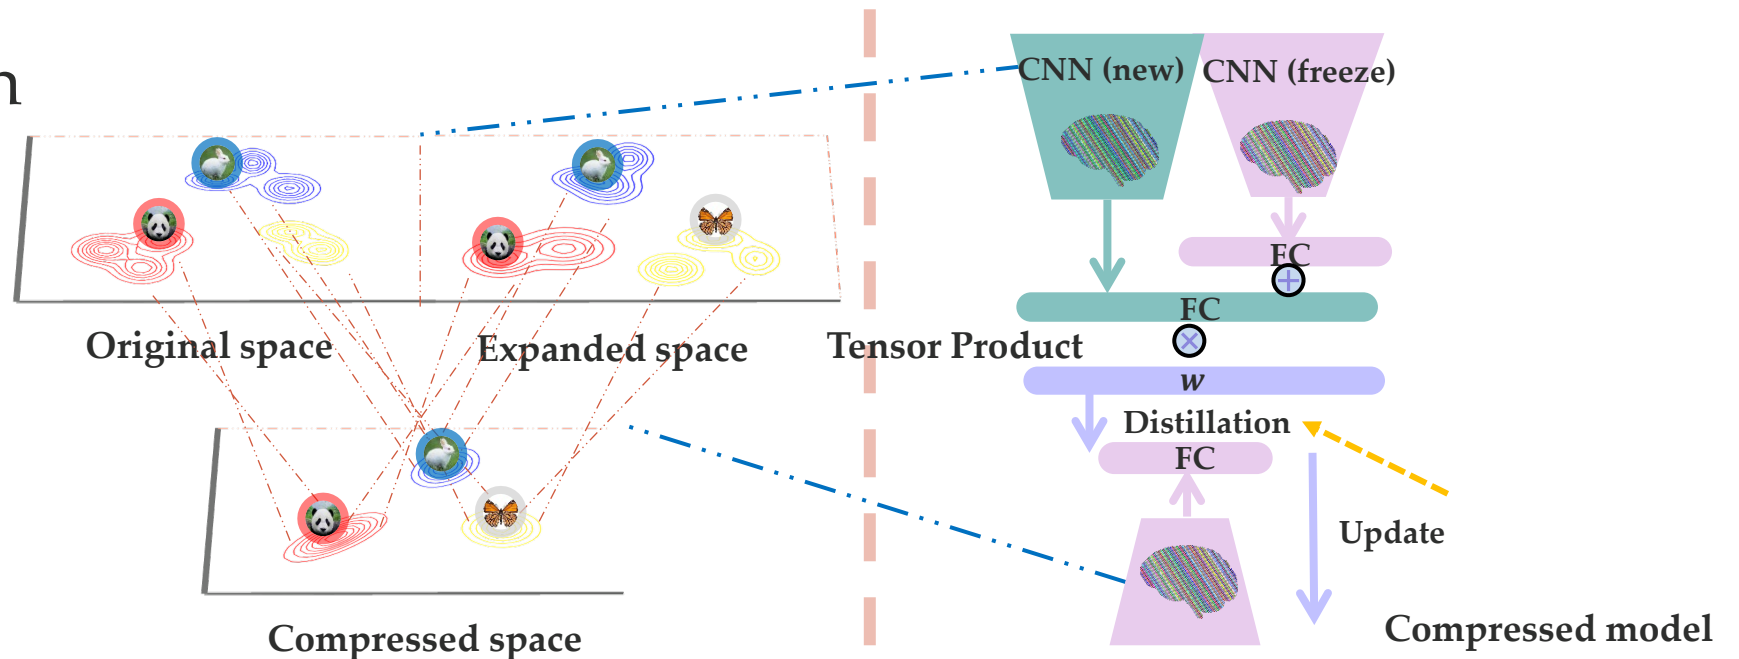 n
CNN (new)
CNN (freeze)
FC
FC
Original space
Expanded space
Tensor Product
w
Distillation
FC
Update
Compressed space
Compressed model